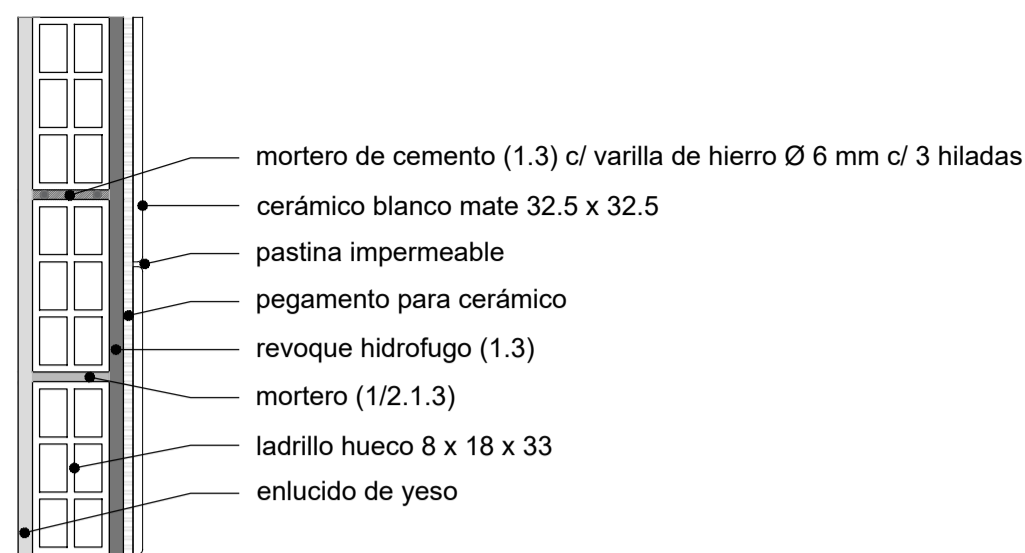 mortero de cemento (1.3) c/ varilla de hierro Ø 6 mm c/ 3 hiladas
cerámico blanco mate 32.5 x 32.5
pastina impermeable
pegamento para cerámico
revoque hidrofugo (1.3)
mortero (1/2.1.3)
ladrillo hueco 8 x 18 x 33
enlucido de yeso